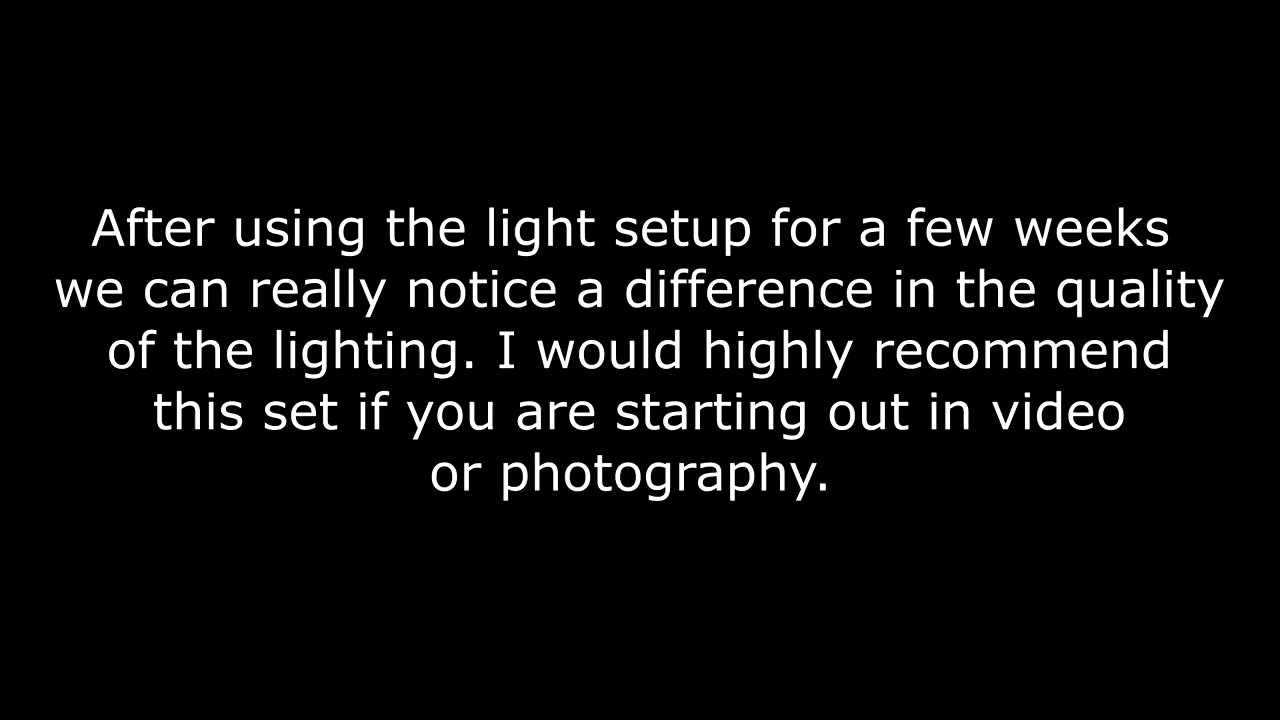 After using the light setup for a few weeks
we can really notice a difference in the quality
of the lighting. I would highly recommend
this set if you are starting out in video
or photography.